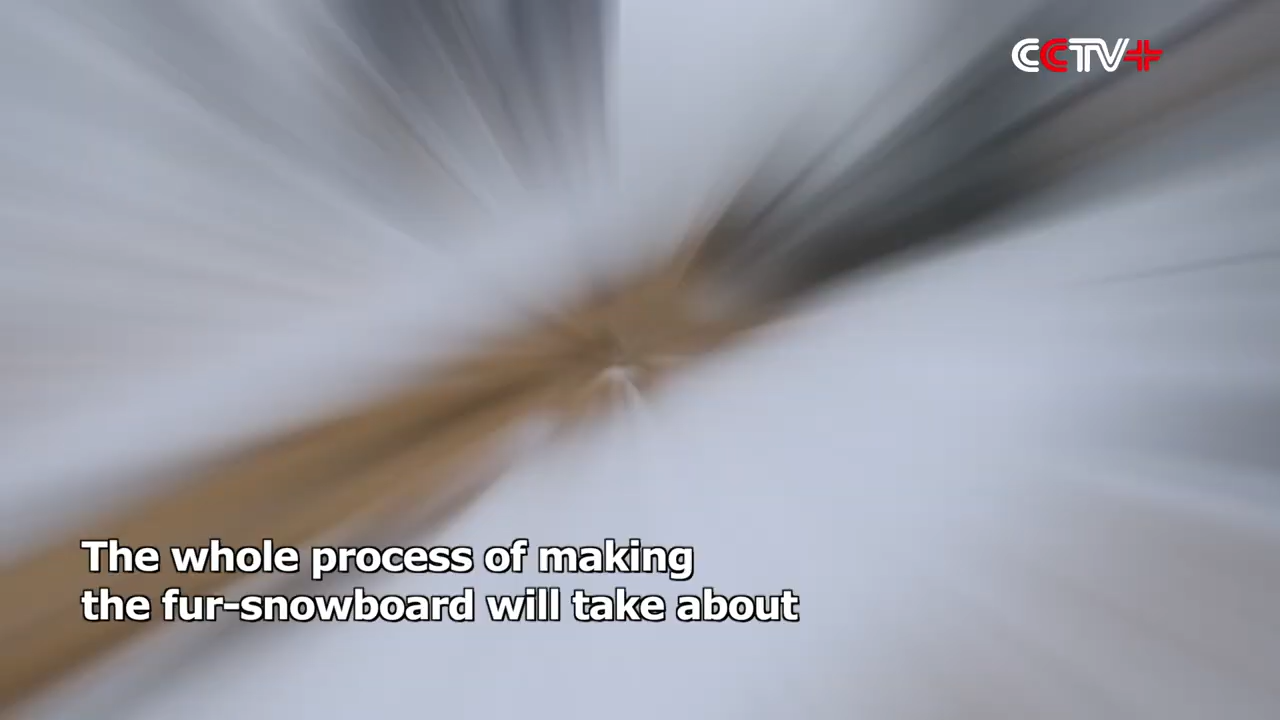 CCTV+
The whole process of making
the fur-snowboard will take about